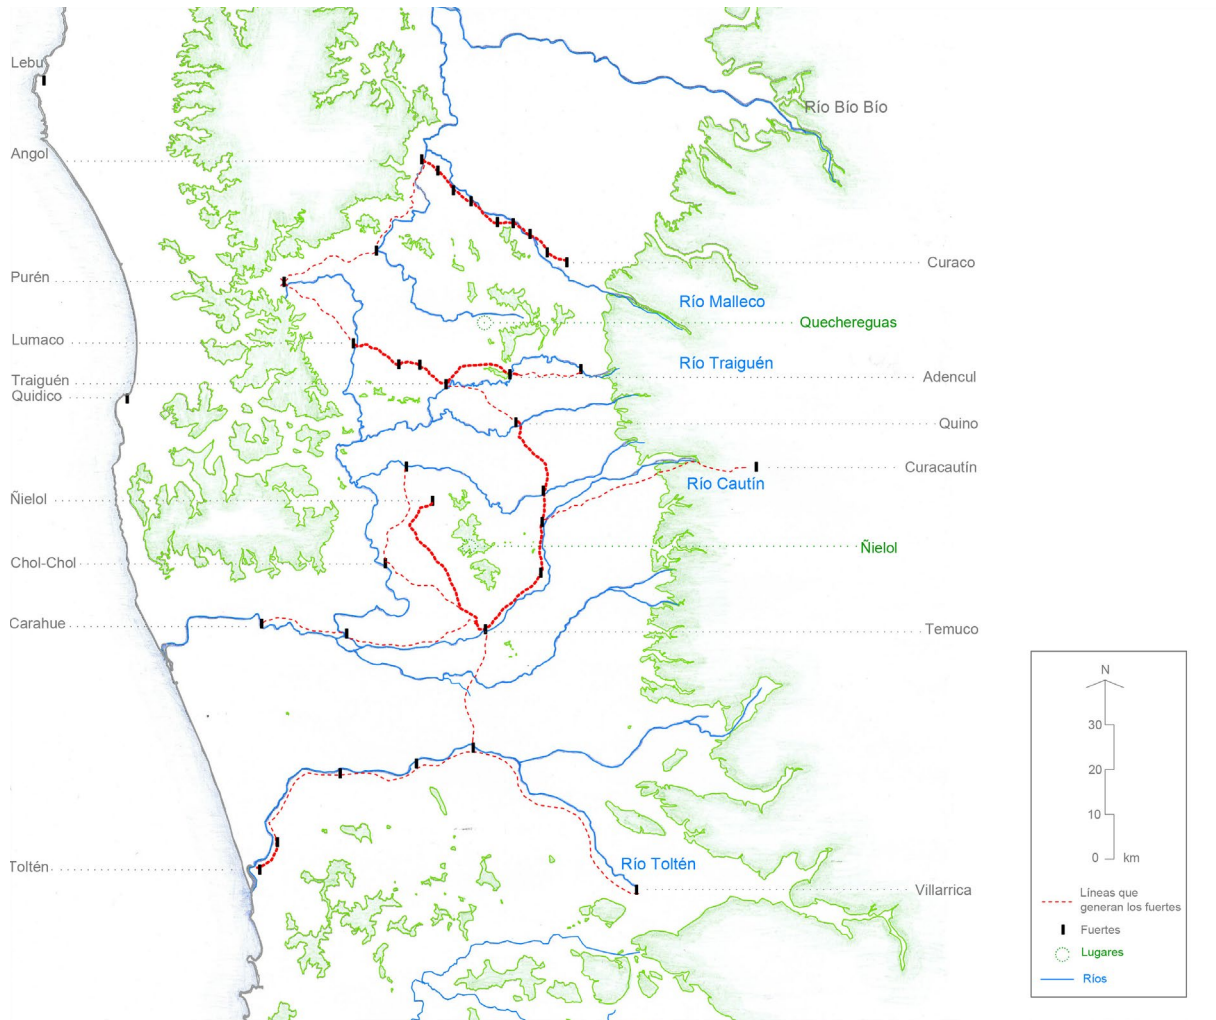 Lebu
Río Bío Bío
Angol
Curaco
Purén
Río Malleco
Quechereguas
Lumaco
Río Traiguén
Traiguén
Adencul
Quidico
Quino
Curacautín
Río Cautín
Ñielol
Ñielol
Chol-Chol
Carahue
Temuco
N
30
20
10
0 km
Río Toltén
Toltén
Villarrica
Líneas que
generan los fuertes
Fuertes
Lugares
Ríos